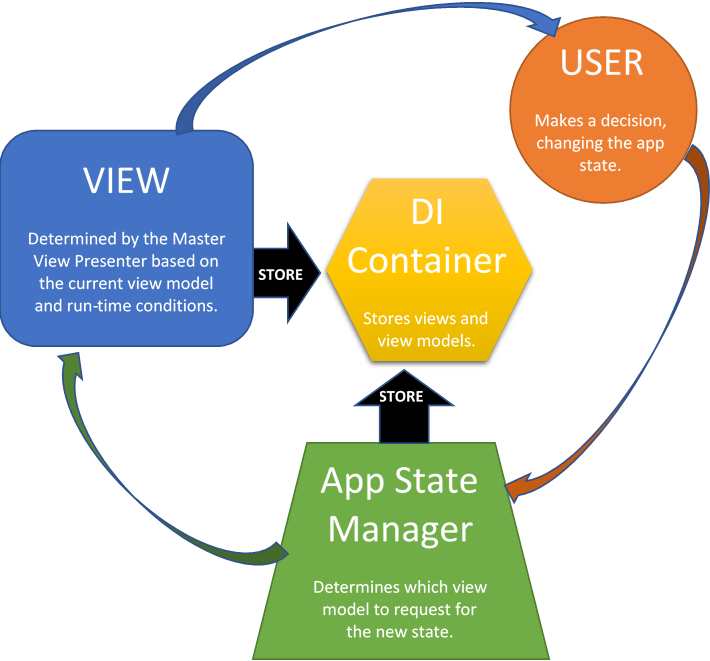 USER
Makes a decision,
changing the app
state.
VIEW
Determined by the Master
View Presenter based on
the current view model
and run-time conditions.
STORE
DI
Container
Stores views and
view models.
STORE
App State
Manager
Determines which view
model to request for
the new state.